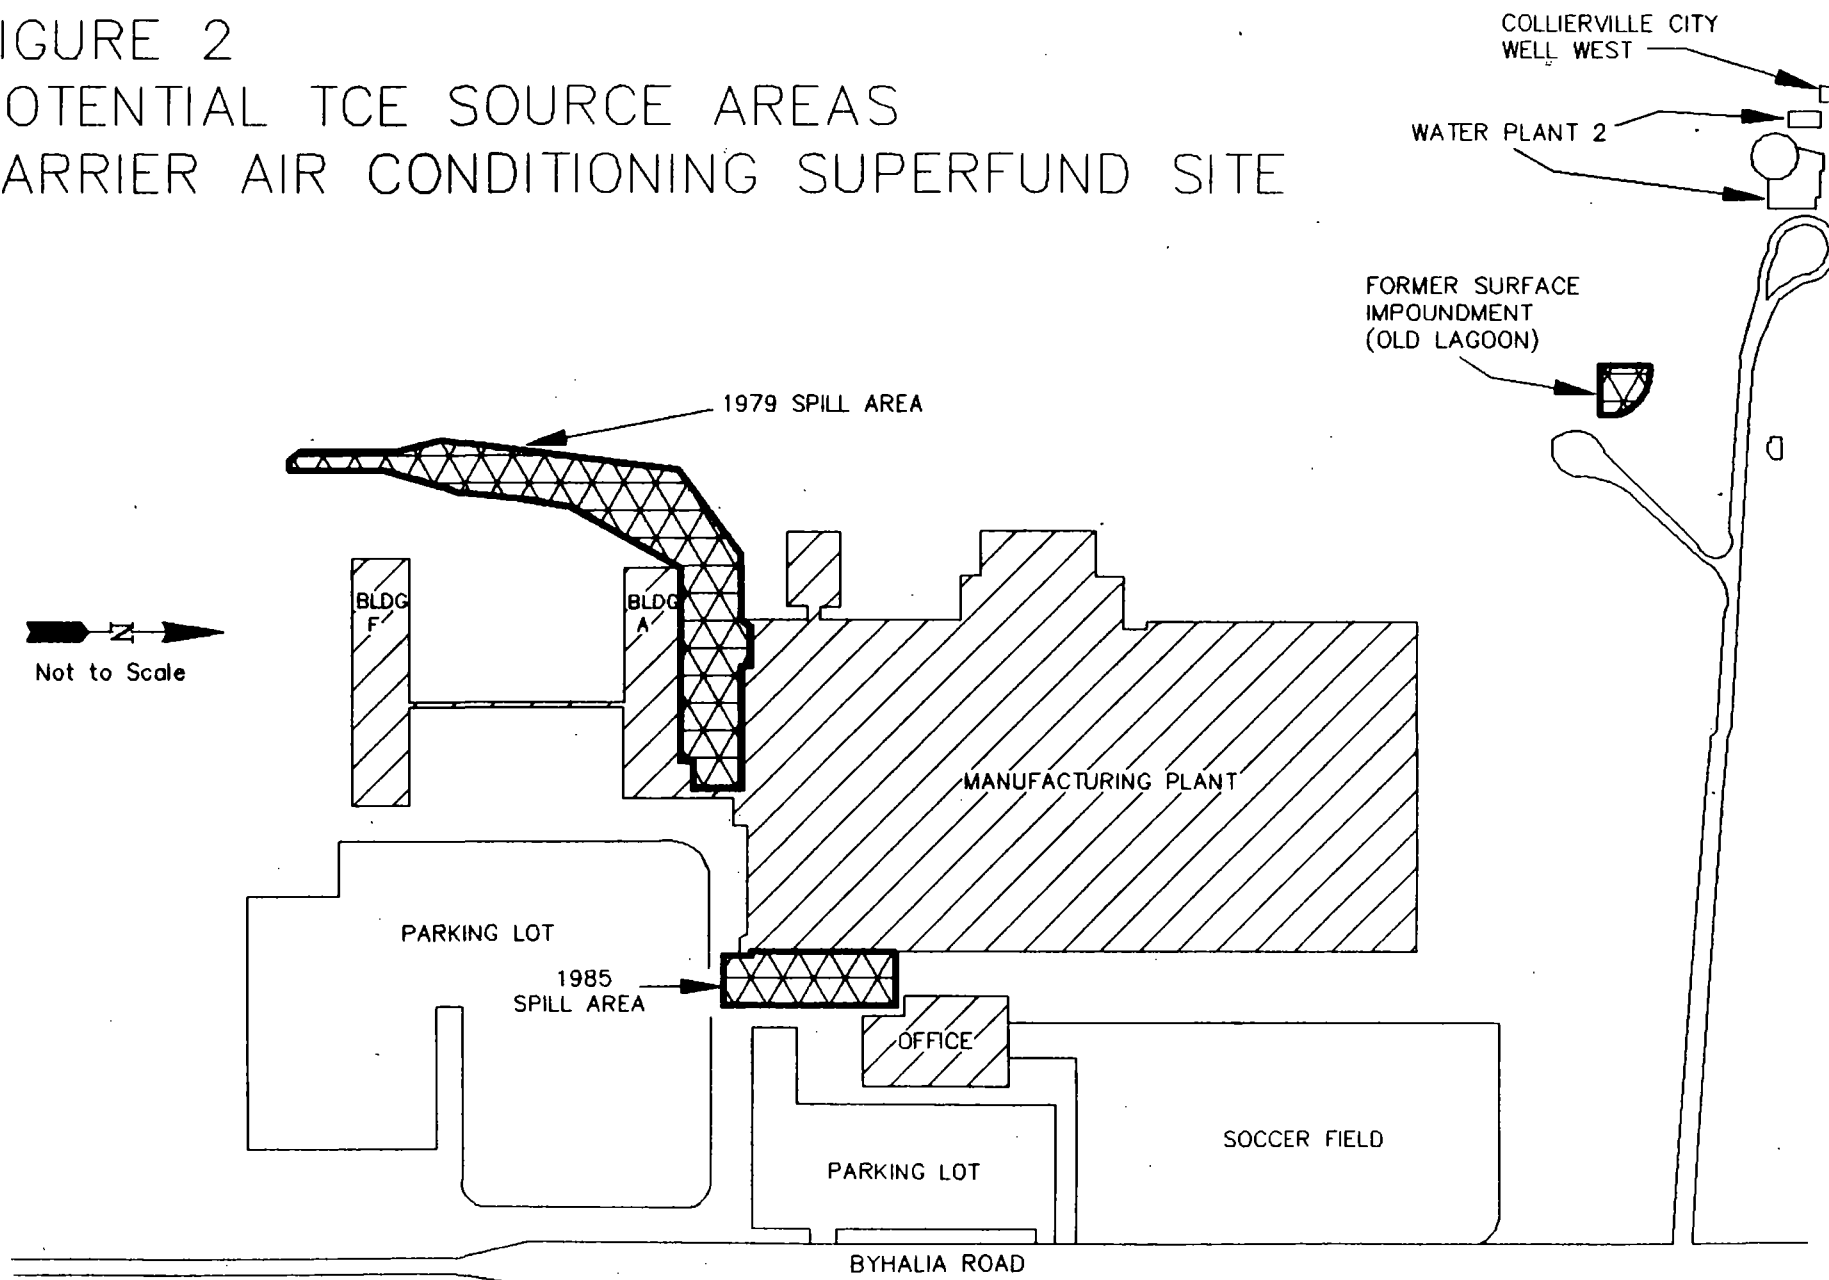 IGURE 2
OTENTIAL TCE SOURCE AREAS
ARRIER AIR CONDITIONING SUPERFUND SITE
COLLIERVILLE CITY
WELL WEST
WATER PLANT 2
FORMER SURFACE
IMPOUNDMENT
(OLD LAGOON)
1979 SPILL AREA
BLDG
F
BLDG
A
N
Not to Scale
MANUFACTURING PLANT
PARKING LOT
1985
SPILL AREA
OFFICE
SOCCER FIELD
PARKING LOT
BYHALIA ROAD